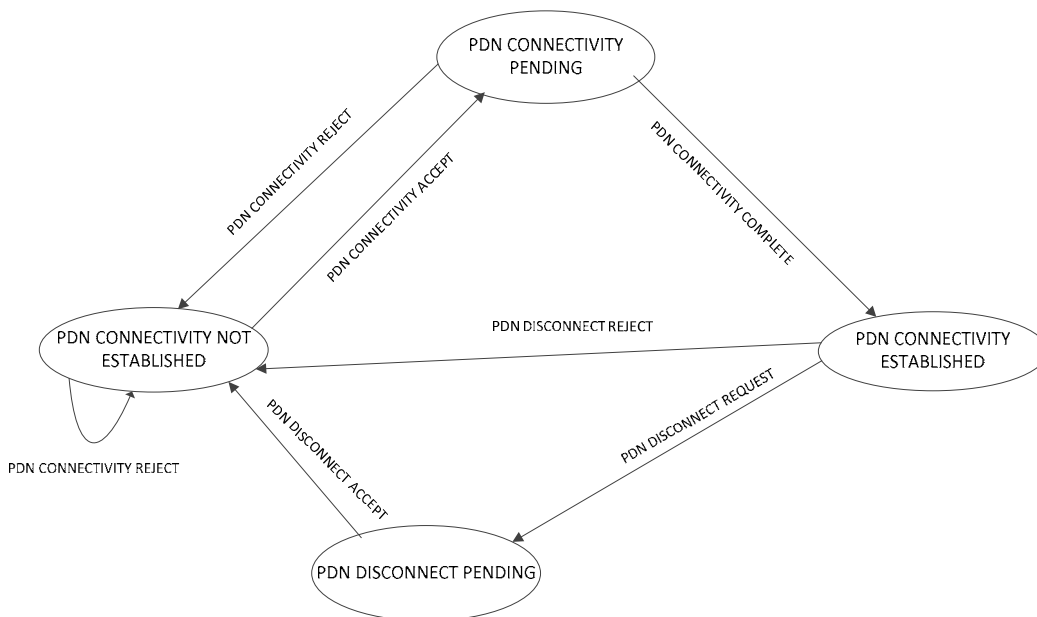 PDN CONNECTIVITY
PENDING
PDN CONNECTIVITY REJECT
PDN CONNECTIVITY ACCEPT
PDN CONNECTIVITY COMPLETE
PDN CONNECTIVITY NOT
ESTABLISHED
PDN DISCONNECT REJECT
PDN CONNECTIVITY
ESTABLISHED
PDN DISCONNECT REQUEST
PDN DISCONNECT ACCEPT
PDN CONNECTIVITY REJECT
PDN DISCONNECT PENDING